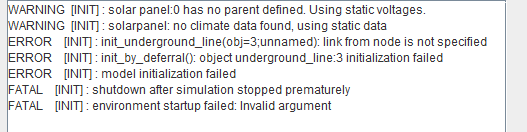 WARNING [INIT] : solar panel:0 has no parent defined. Using static voltages.
WARNING [INIT] : solarpanel: no climate data found, using static data
ERROR [INIT] : init_underground_line(obj=3;unnamed): link from node is not specified
ERROR [INIT] : init_by_deferral(): object underground_line:3 initialization failed
ERROR [INIT] : model initialization failed
FATAL [INIT] : shutdown after simulation stopped prematurely
FATAL [INIT] : environment startup failed: Invalid argument